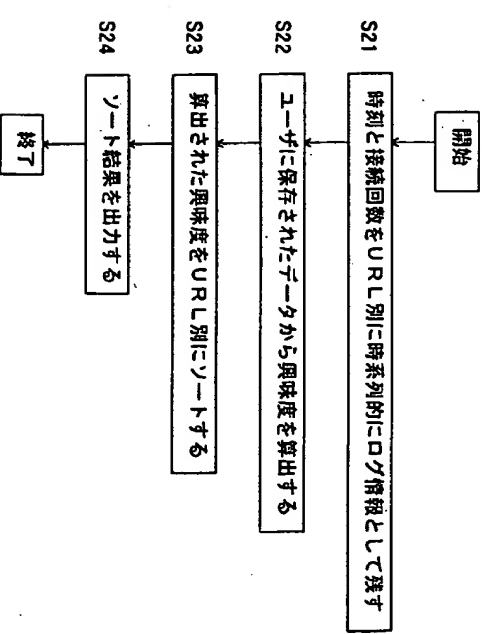 開始
S21
時刻と接続回数をURL別に時系列的にログ情報として残す
S22
ユーザに保存されたデータから興味度を算出する
S23
算出された興味度をURL別にソートする
S24
ソート結果を出力する
終了